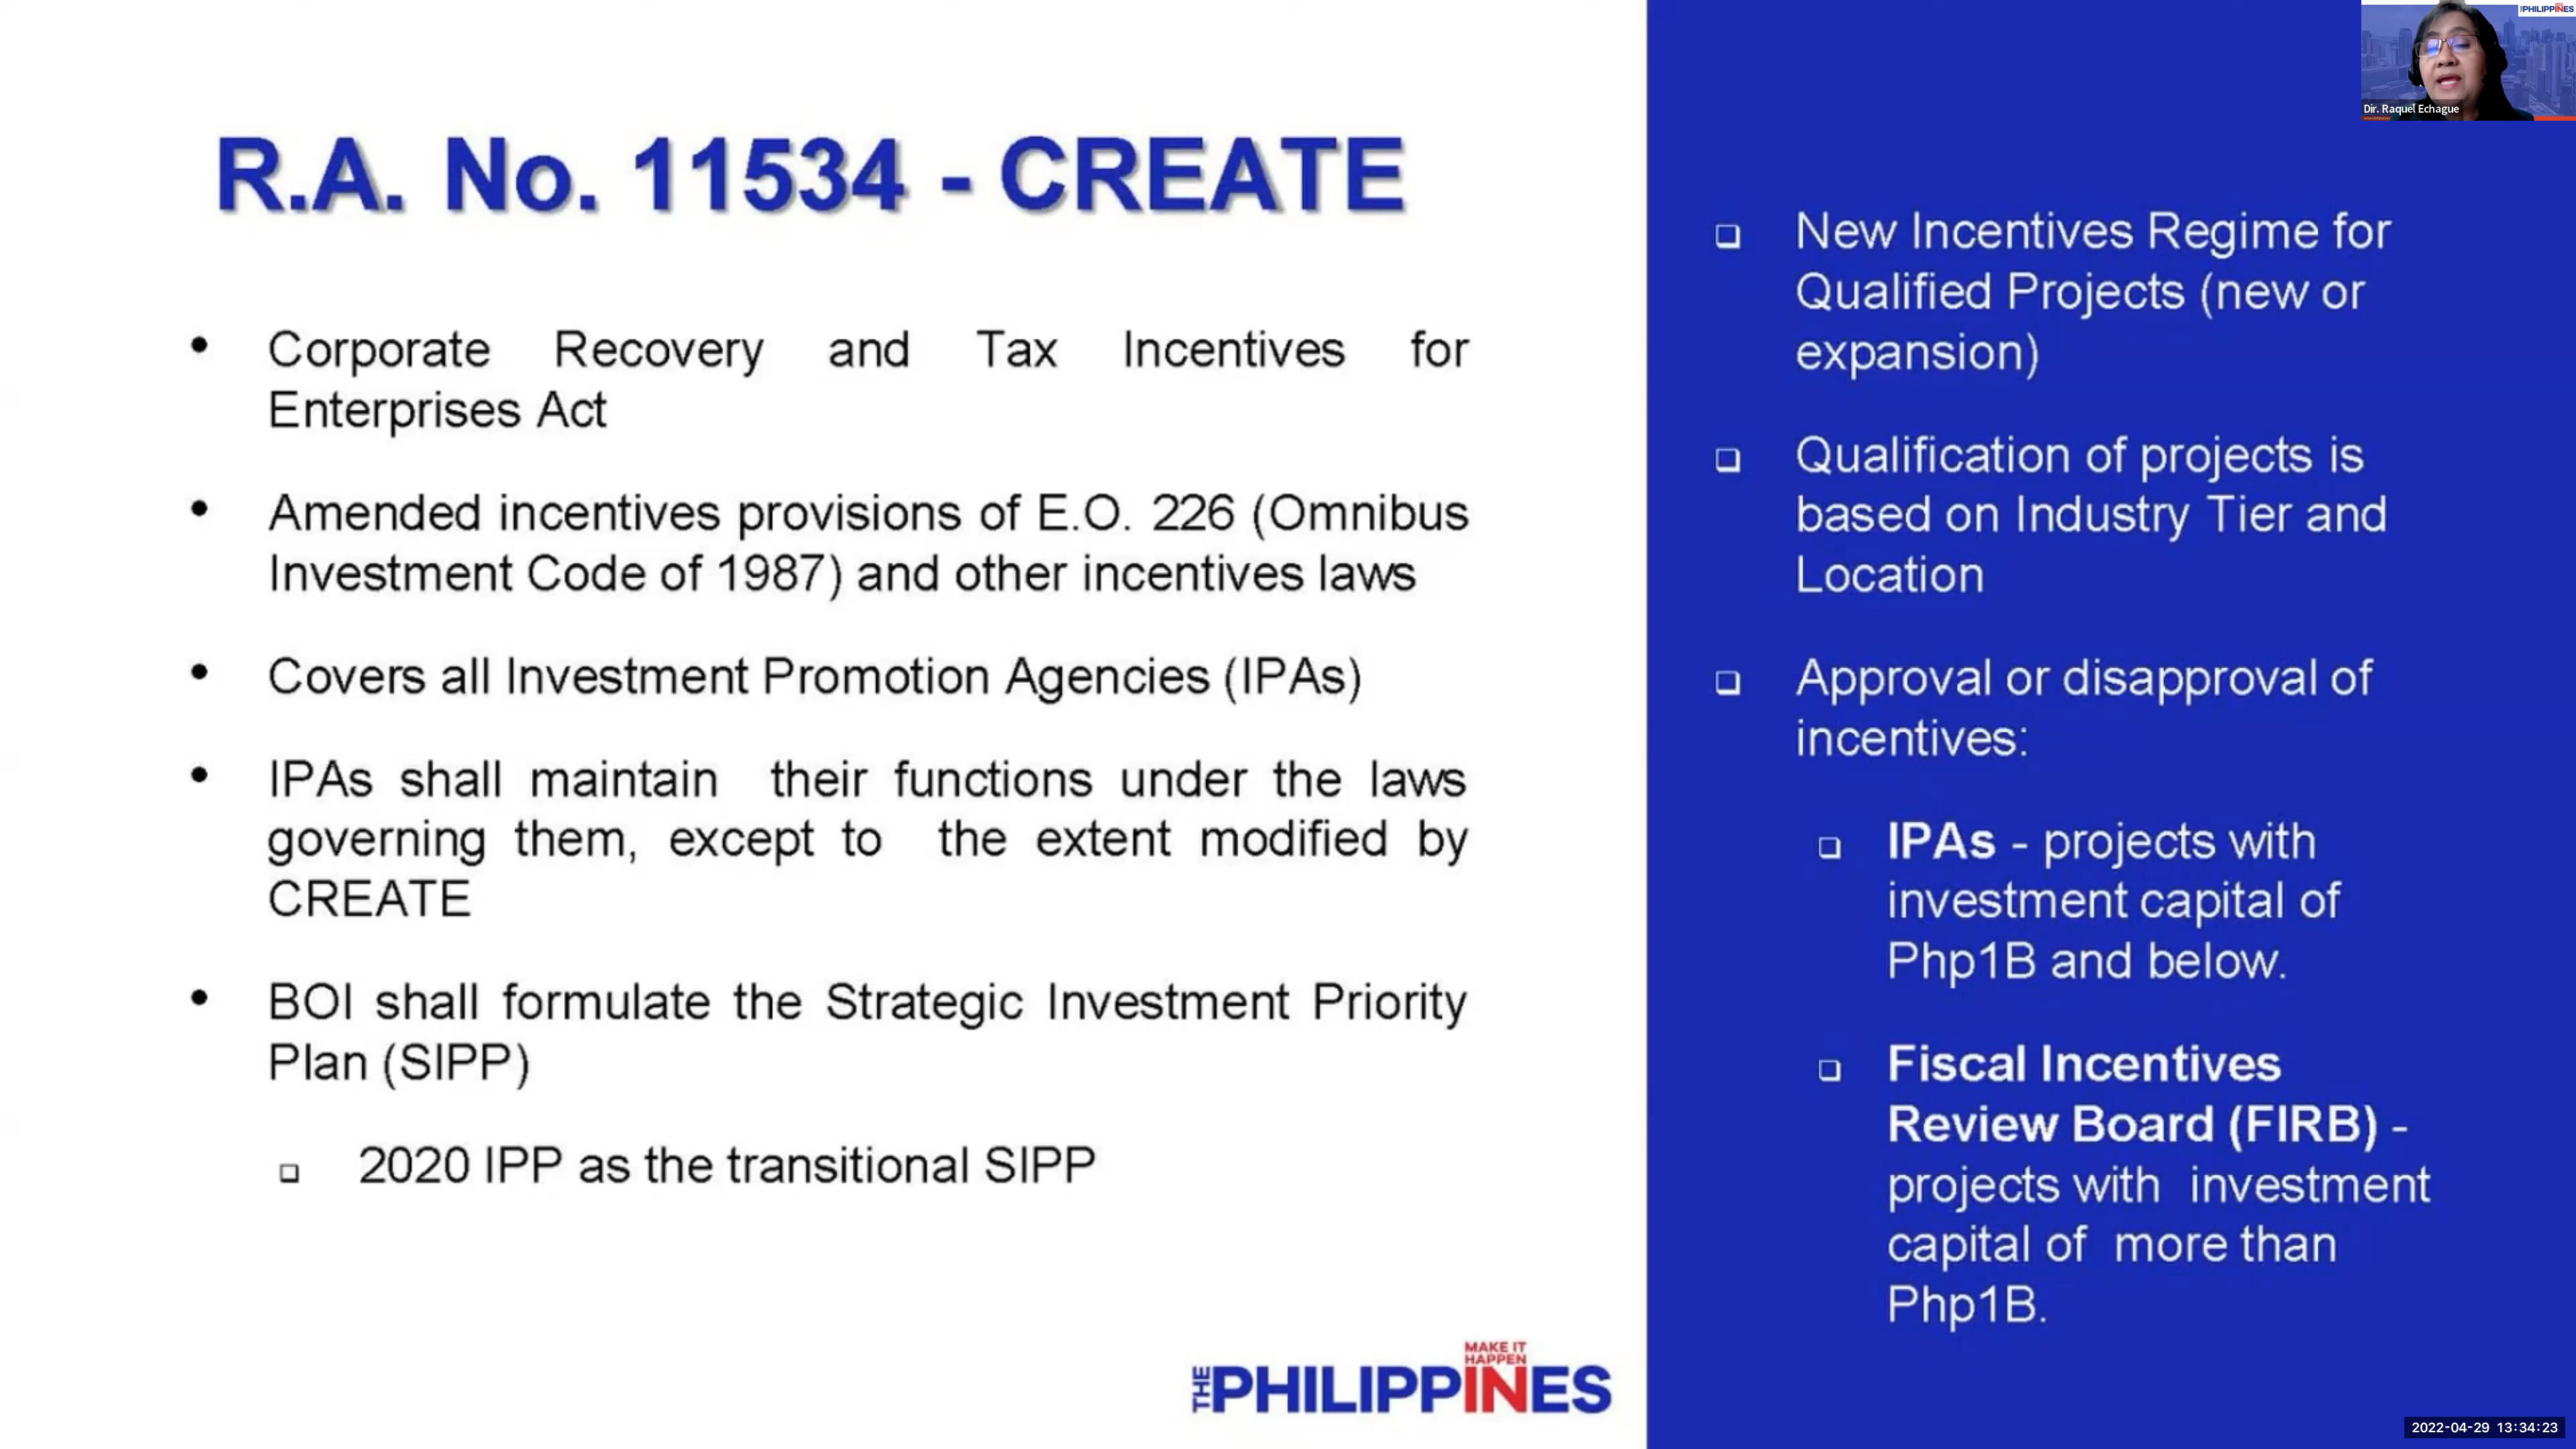 R.A. No. 11534 - CREATE
• Corporate Recovery and Tax Incentives for
Enterprises Act
• Amended incentives provisions of E.O. 226 (Omnibus
Investment Code of 1987) and other incentives laws
• Covers all Investment Promotion Agencies (IPAs)
• IPAs shall maintain their functions under the laws
governing them, except to the extent modified by
CREATE
• BOI shall formulate the Strategic Investment Priority
Plan (SIPP)
❑ 2020 IPP as the transitional SIPP
MAKE IT
HAPPEN
THE PHILIPPINES
❑ New Incentives Regime for
Qualified Projects (new or
expansion)
❑ Qualification of projects is
based on Industry Tier and
Location
❑ Approval or disapproval of
incentives:
❑ IPAs - projects with
investment capital of
Php1B and below.
❑ Fiscal Incentives
Review Board (FIRB) -
projects with investment
capital of more than
Php1B.
PHILIPPINES
Dir. Raquel Echague
2022-04-29 13:34:23